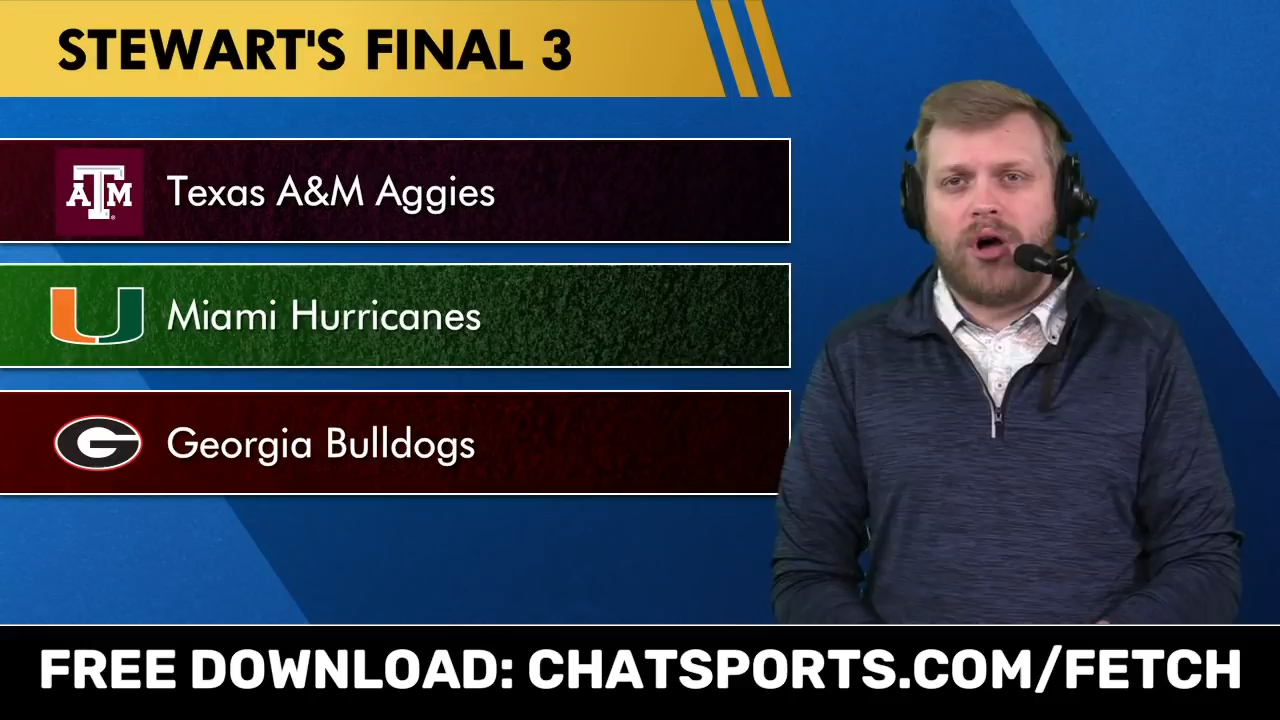 STEWART'S FINAL 3
ATM Texas A&M Aggies
U Miami Hurricanes
G Georgia Bulldogs
FREE DOWNLOAD: CHATSPORTS.COM/FETCH